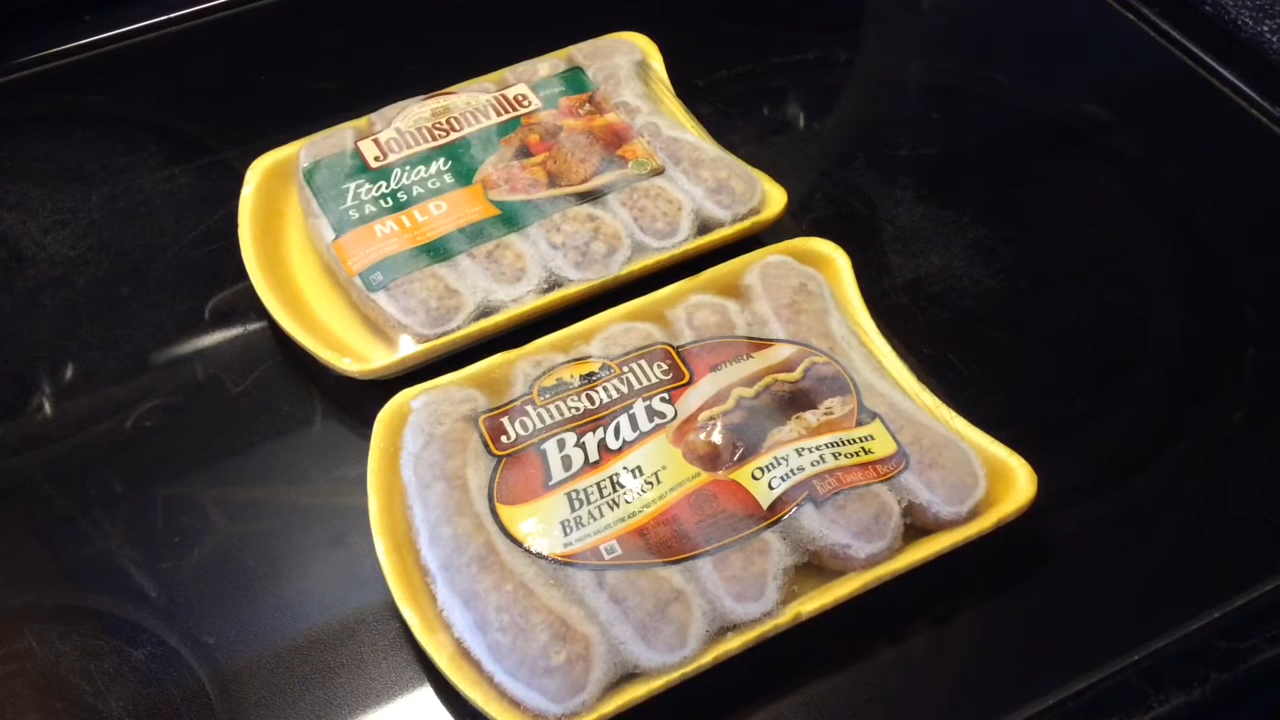 Johnsonville
Italian
SAUSAGE
MILD
Johnsonville
Brats
BEER'n
BRATWURST®
Only Premium
Cuts of Pork
Rich Taste of Beer